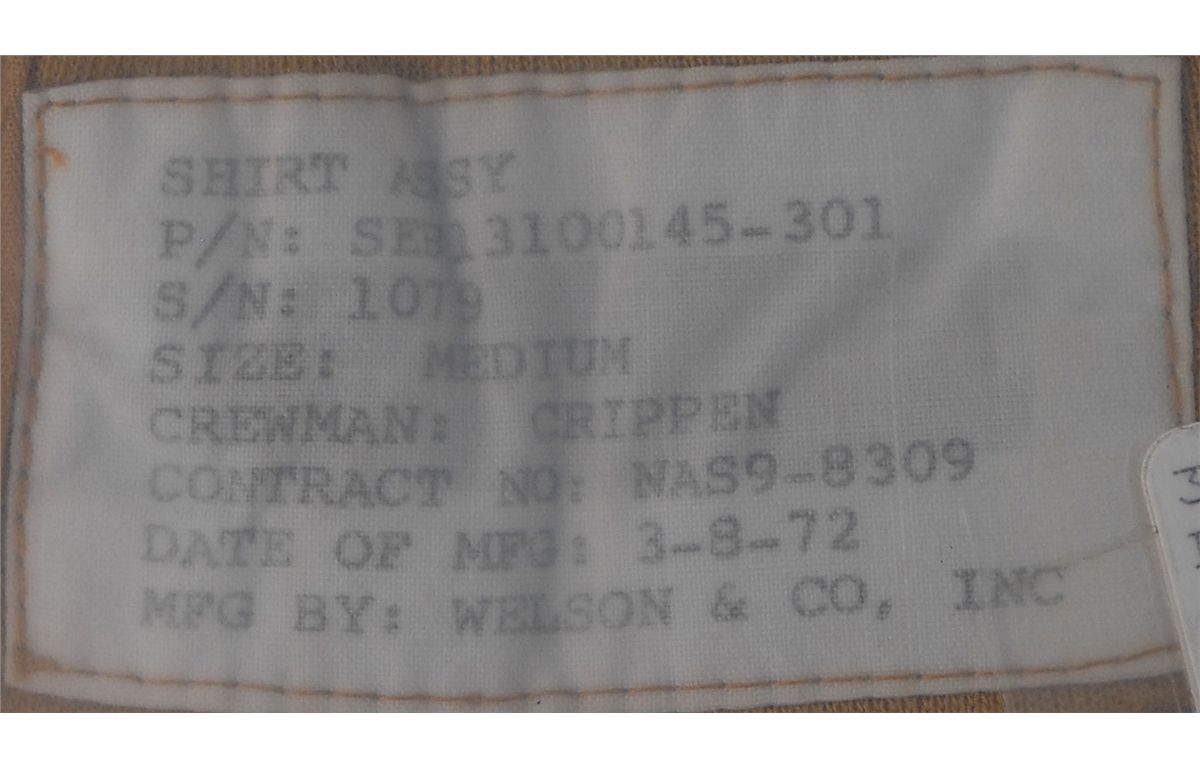 SHIRT ASSY
P/N: SEB13100145-301
S/N: 1079
SIZE: MEDIUM
CREWMAN: CRIPPEN
CONTRACT NO: NAS9-8309
DATE OF MFG: 3-8-72
MFG BY: WELSON & CO, INC